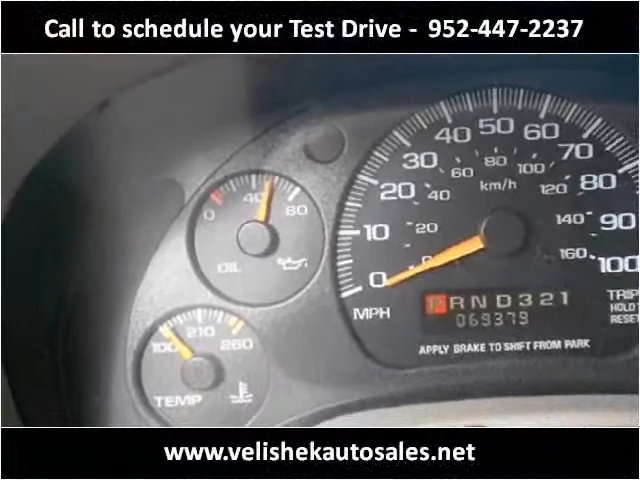 Call to schedule your Test Drive - 952-447-2237
0 40 80
OIL
100 210 260
TEMP
0 10 20 30 40 50 60 70 80 90 100
0 20 40 60 80 100 120 140 160
km/h
MPH
P R N D 3 2 1
069379
TRIP
HOLD
RESET
APPLY BRAKE TO SHIFT FROM PARK
www.velishekautosales.net